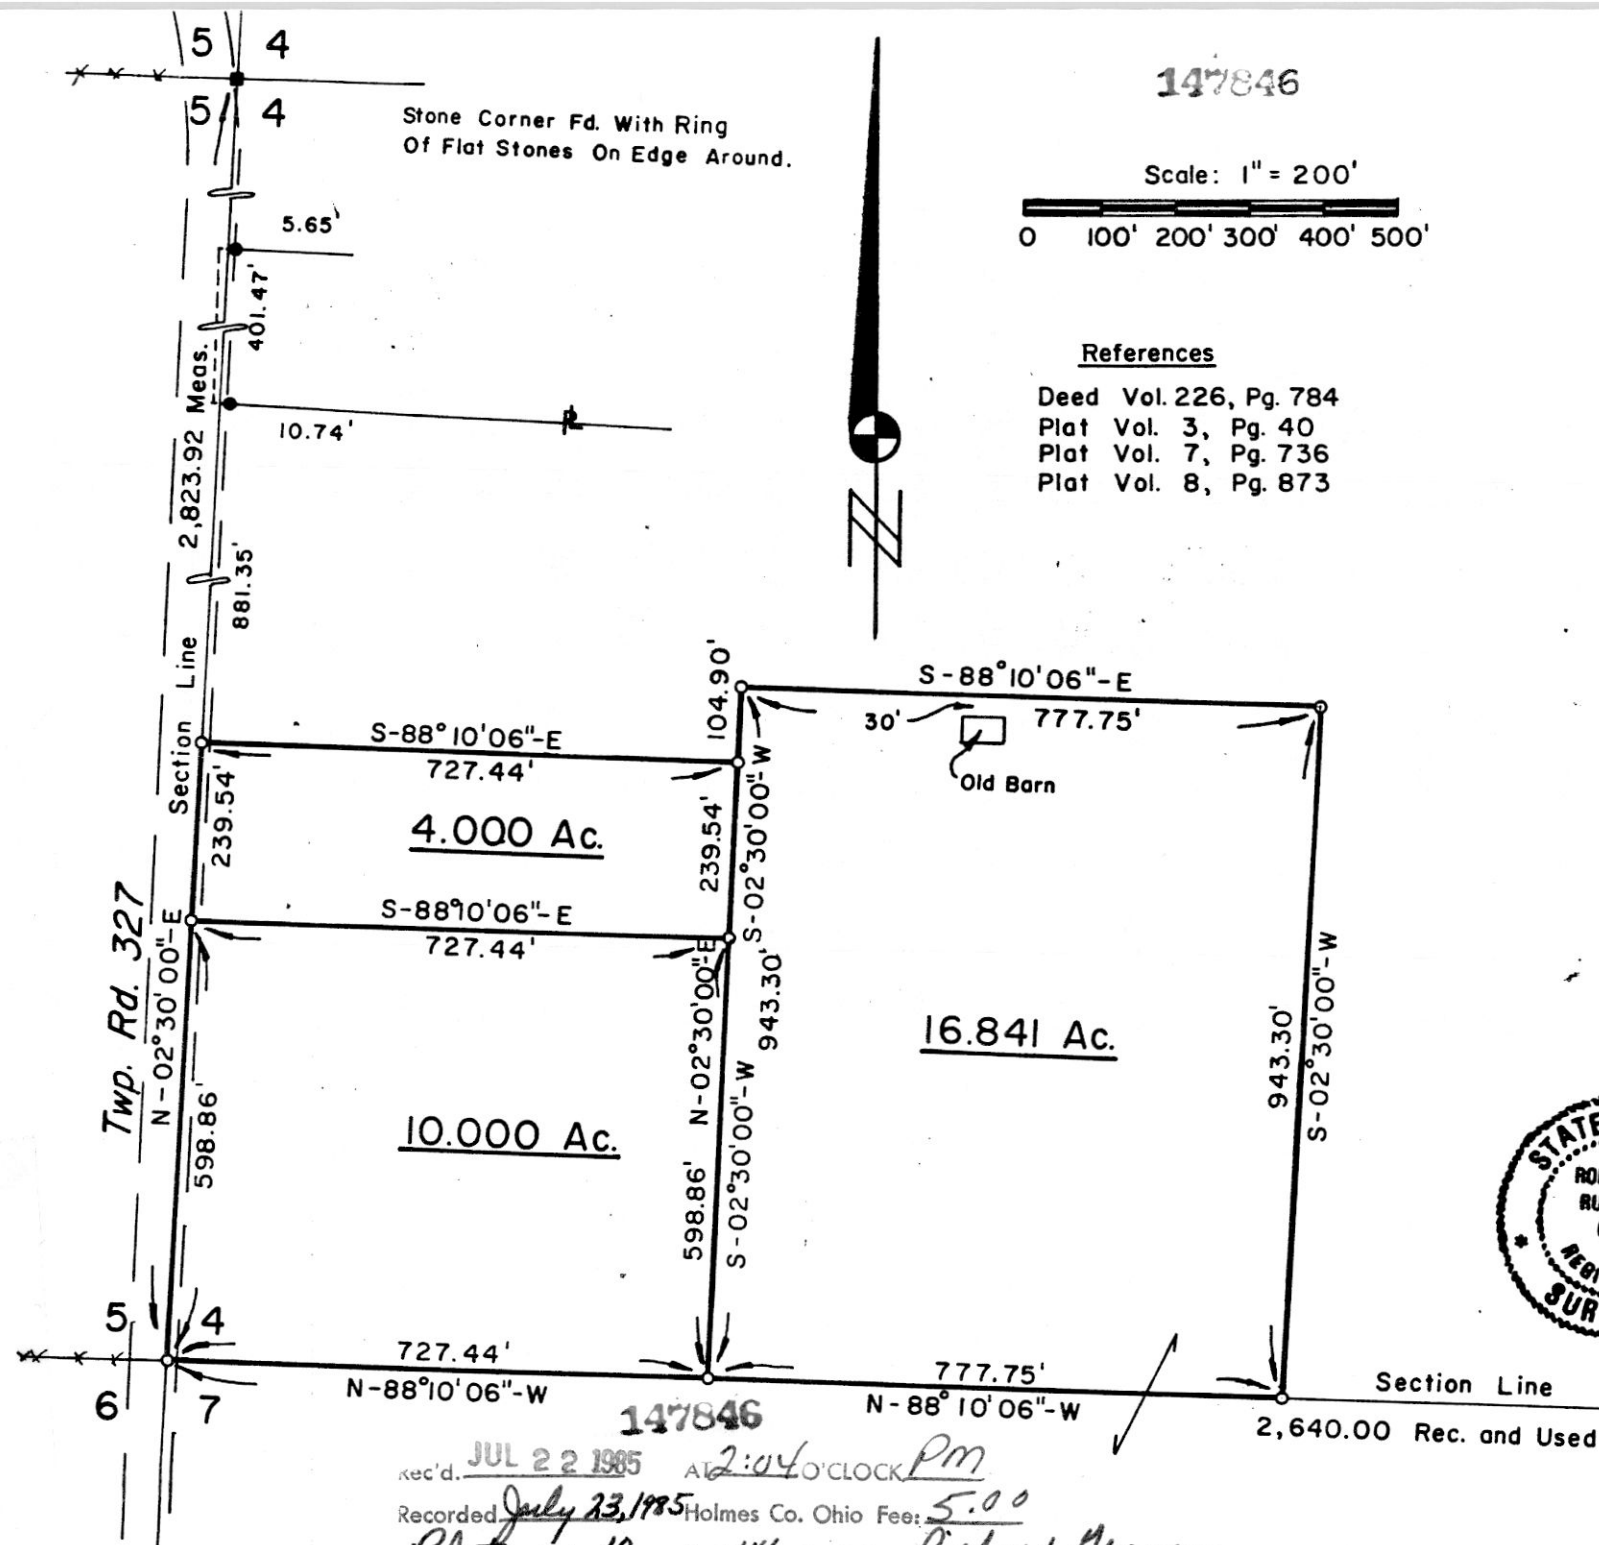 5 4
5 4
147846
Stone Corner Fd. With Ring
Of Flat Stones On Edge Around.
Scale: 1" = 200'
0 100' 200' 300' 400' 500'
5.65'
401.47'
10.74'
PL
References
Deed Vol. 226, Pg. 784
Plat Vol. 3, Pg. 40
Plat Vol. 7, Pg. 736
Plat Vol. 8, Pg. 873
N
Section Line 2,823.92 Meas.
881.35'
104.90'
S-88°10'06"-E
777.75'
30'
Old Barn
S-88°10'06"-E
727.44'
239.54'
4.000 Ac.
239.54'
S-02°30'00"-W
S-88°10'06"-E
727.44'
Twp. Rd. 327
N-02°30'00"-E
598.86'
10.000 Ac.
N-02°30'00"-E
943.30'
598.86'
S-02°30'00"-W
16.841 Ac.
943.30'
S-02°30'00"-W
STATE
REGI
SUR
5 4
6 7
727.44'
N-88°10'06"-W
777.75'
N-88°10'06"-W
Section Line
2,640.00 Rec. and Used
147846
Rec'd. JUL 22 1985 AT 2:04 O'CLOCK PM
Recorded July 23, 1985 Holmes Co. Ohio Fee: 5.00